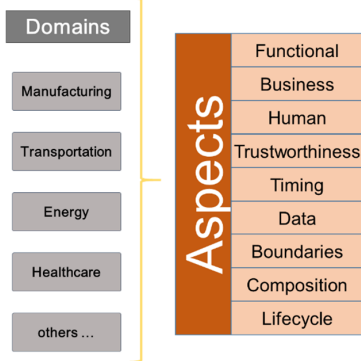 Domains
Manufacturing
Transportation
Energy
Healthcare
others ...
Aspects
Functional
Business
Human
Trustworthiness
Timing
Data
Boundaries
Composition
Lifecycle